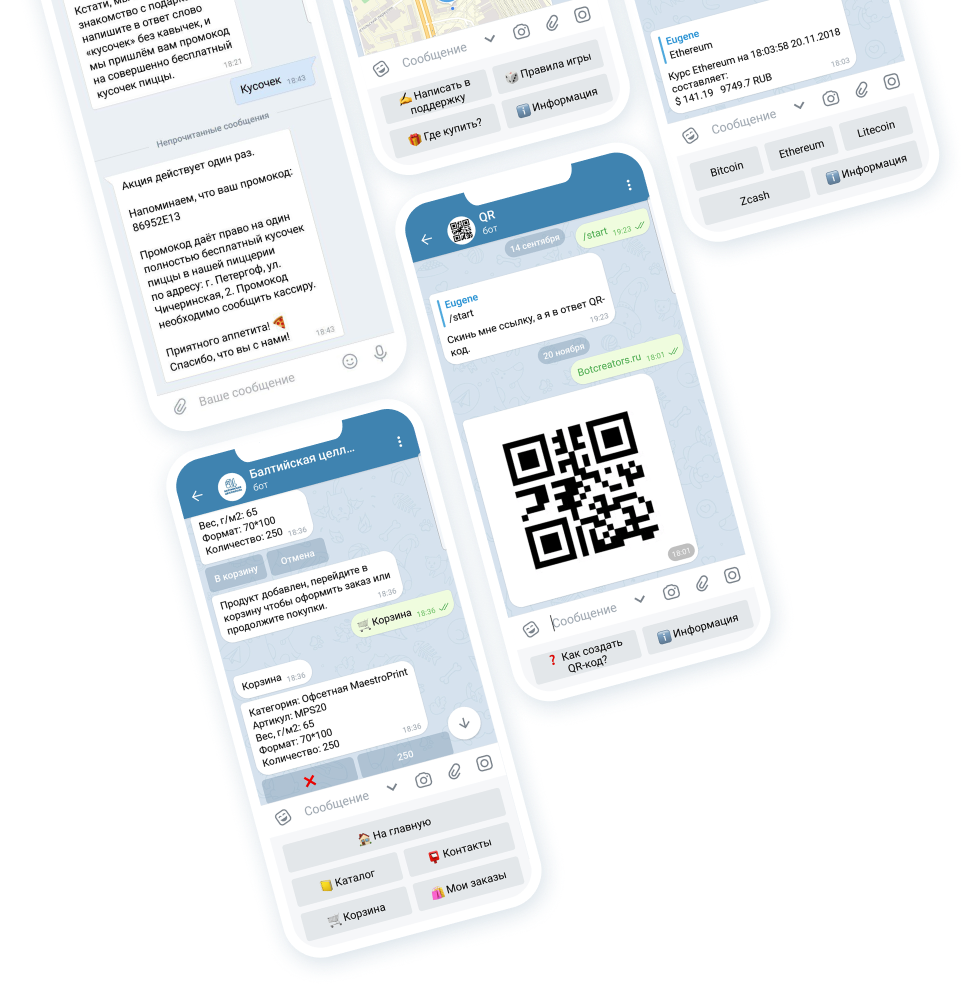 Кстати, мы
знакомство с подарк
напишите в ответ слово
«кусочек» без кавычек, и
мы пришлём вам промокод
на совершенно бесплатный
кусочек пиццы.
18:21
Кусочек 18:43
Непрочитанные сообщения
Акция действует один раз.
Напоминаем, что ваш промокод:
86952E13
Промокод даёт право на один
полностью бесплатный кусочек
пиццы в нашей пиццерии
по адресу: г. Петергоф, ул.
Чичеринская, 2. Промокод
необходимо сообщить кассиру.
Приятного аппетита! 🍕
Спасибо, что вы с нами!
18:43
Ваше сообщение
Сообщение
✍️ Написать в
поддержку
🎲 Правила игры
🎁 Где купить?
ℹ️ Информация
Eugene
Ethereum
Курс Ethereum на 18:03:58 20.11.2018
составляет:
$ 141.19 9749.7 RUB
18:03
Сообщение
Bitcoin
Ethereum
Litecoin
Zcash
ℹ️ Информация
QR
бот
14 сентября
/start 19:23
Eugene
/start
Скинь мне ссылку, а я в ответ QR-
код.
19:23
20 ноября
Botcreators.ru 18:01
18:01
Сообщение
❓ Как создать
QR-код?
ℹ️ Информация
Балтийская целл...
бот
Вес, г/м2: 65
Формат: 70*100
Количество: 250 18:36
В корзину
Отмена
Продукт добавлен, перейдите в
корзину чтобы оформить заказ или
продолжите покупки.
18:36
🛒 Корзина 18:36
Корзина 18:36
Категория: Офсетная MaestroPrint
Артикул: MPS20
Вес, г/м2: 65
Формат: 70*100
Количество: 250
18:36
❌
250
Сообщение
🏠 На главную
📒 Каталог
📮 Контакты
🛒 Корзина
🛍 Мои заказы